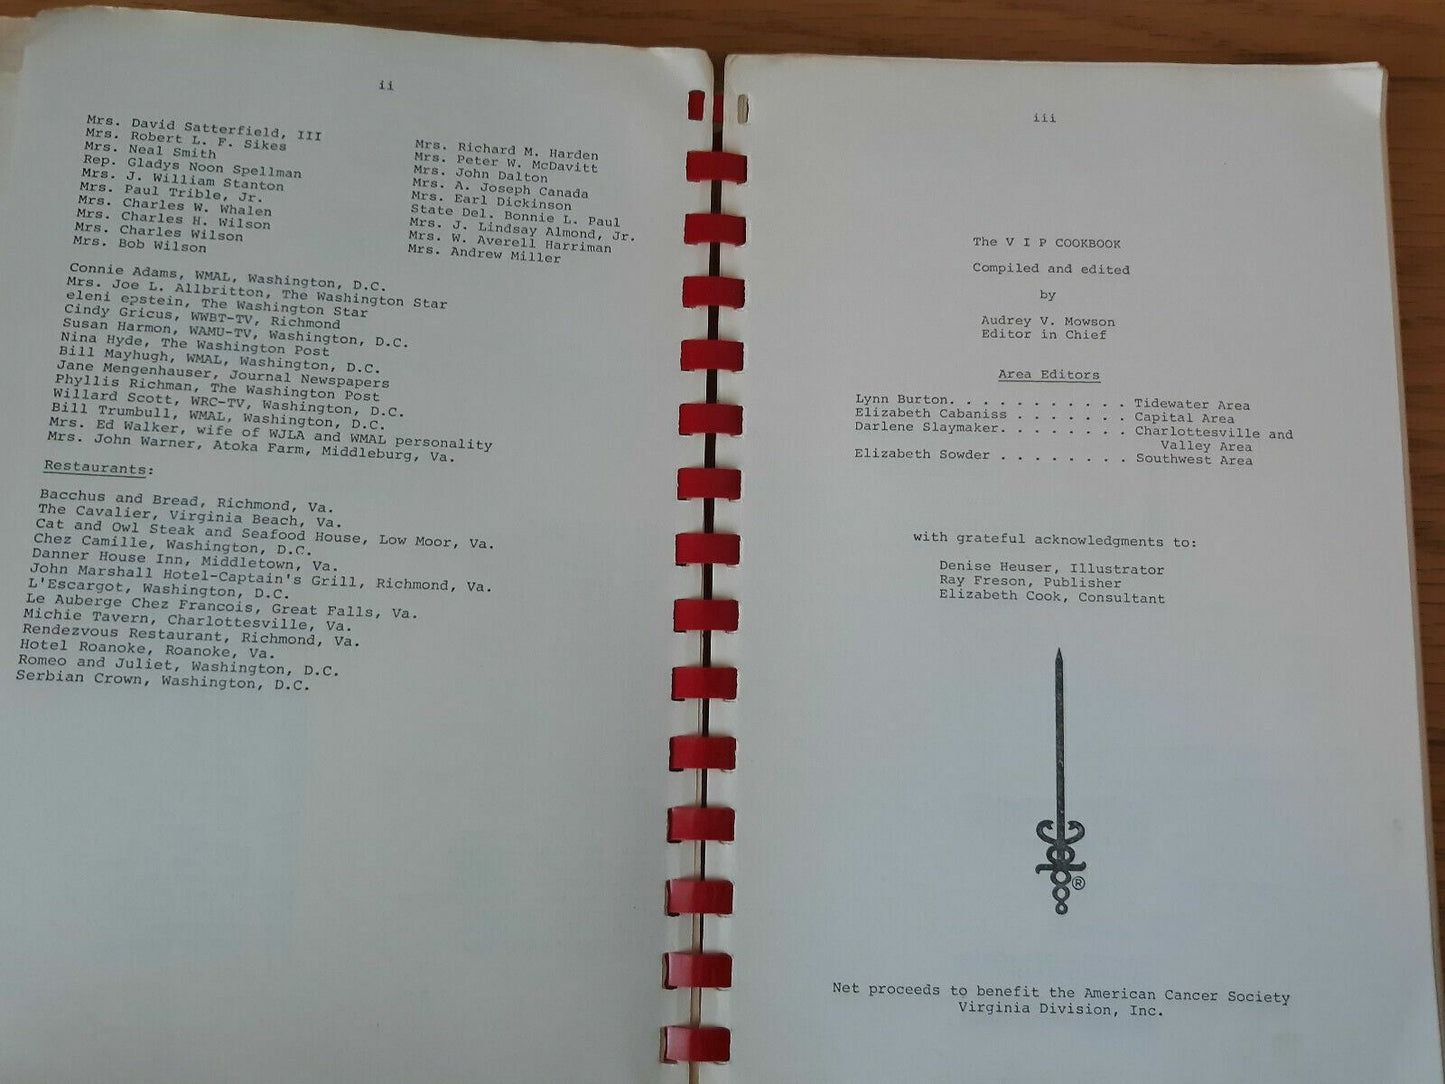 ii
Mrs. David Satterfield, III
Mrs. Robert L. F. Sikes
Mrs. Neal Smith
Rep. Gladys Noon Spellman
Mrs. J. William Stanton
Mrs. Paul Trible, Jr.
Mrs. Charles W. Whalen
Mrs. Charles H. Wilson
Mrs. Charles Wilson
Mrs. Bob Wilson
Mrs. Richard M. Harden
Mrs. Peter W. McDavitt
Mrs. John Dalton
Mrs. A. Joseph Canada
Mrs. Earl Dickinson
State Del. Bonnie L. Paul
Mrs. J. Lindsay Almond, Jr.
Mrs. W. Averell Harriman
Mrs. Andrew Miller
Connie Adams, WMAL, Washington, D.C.
Mrs. Joe L. Allbritton, The Washington Star
eleni epstein, The Washington Star
Cindy Gricus, WWBT-TV, Richmond
Susan Harmon, WAMU-TV, Washington, D.C.
Nina Hyde, The Washington Post
Bill Mayhugh, WMAL, Washington, D.C.
Jane Mengenhauser, Journal Newspapers
Phyllis Richman, The Washington Post
Willard Scott, WRC-TV, Washington, D.C.
Bill Trumbull, WMAL, Washington, D.C.
Mrs. Ed Walker, wife of WJLA and WMAL personality
Mrs. John Warner, Atoka Farm, Middleburg, Va.
Restaurants:
Bacchus and Bread, Richmond, Va.
The Cavalier, Virginia Beach, Va.
Cat and Owl Steak and Seafood House, Low Moor, Va.
Chez Camille, Washington, D.C.
Danner House Inn, Middletown, Va.
John Marshall Hotel-Captain's Grill, Richmond, Va.
L'Escargot, Washington, D.C.
Le Auberge Chez Francois, Great Falls, Va.
Michie Tavern, Charlottesville, Va.
Rendezvous Restaurant, Richmond, Va.
Hotel Roanoke, Roanoke, Va.
Romeo and Juliet, Washington, D.C.
Serbian Crown, Washington, D.C.
iii
The V I P COOKBOOK
Compiled and edited
by
Audrey V. Mowson
Editor in Chief
Area Editors
Lynn Burton. . . . . . . . . . . . Tidewater Area
Elizabeth Cabaniss . . . . . . . Capital Area
Darlene Slaymaker. . . . . . . . Charlottesville and
Valley Area
Elizabeth Sowder . . . . . . . . Southwest Area
with grateful acknowledgments to:
Denise Heuser, Illustrator
Ray Freson, Publisher
Elizabeth Cook, Consultant
®
Net proceeds to benefit the American Cancer Society
Virginia Division, Inc.